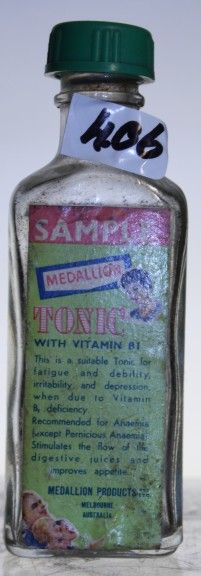 406
SAMPLE
MEDALLION
TONIC
WITH VITAMIN B1
This is a suitable Tonic for
fatigue and debility,
irritability and depression,
when due to Vitamin
B₁ deficiency.
Recommended for Anaemia
(except Pernicious Anaemia)
Stimulates the flow of
digestive juices and
improves appetite.
MEDALLION PRODUCTS
MELBOURNE
AUSTRALIA